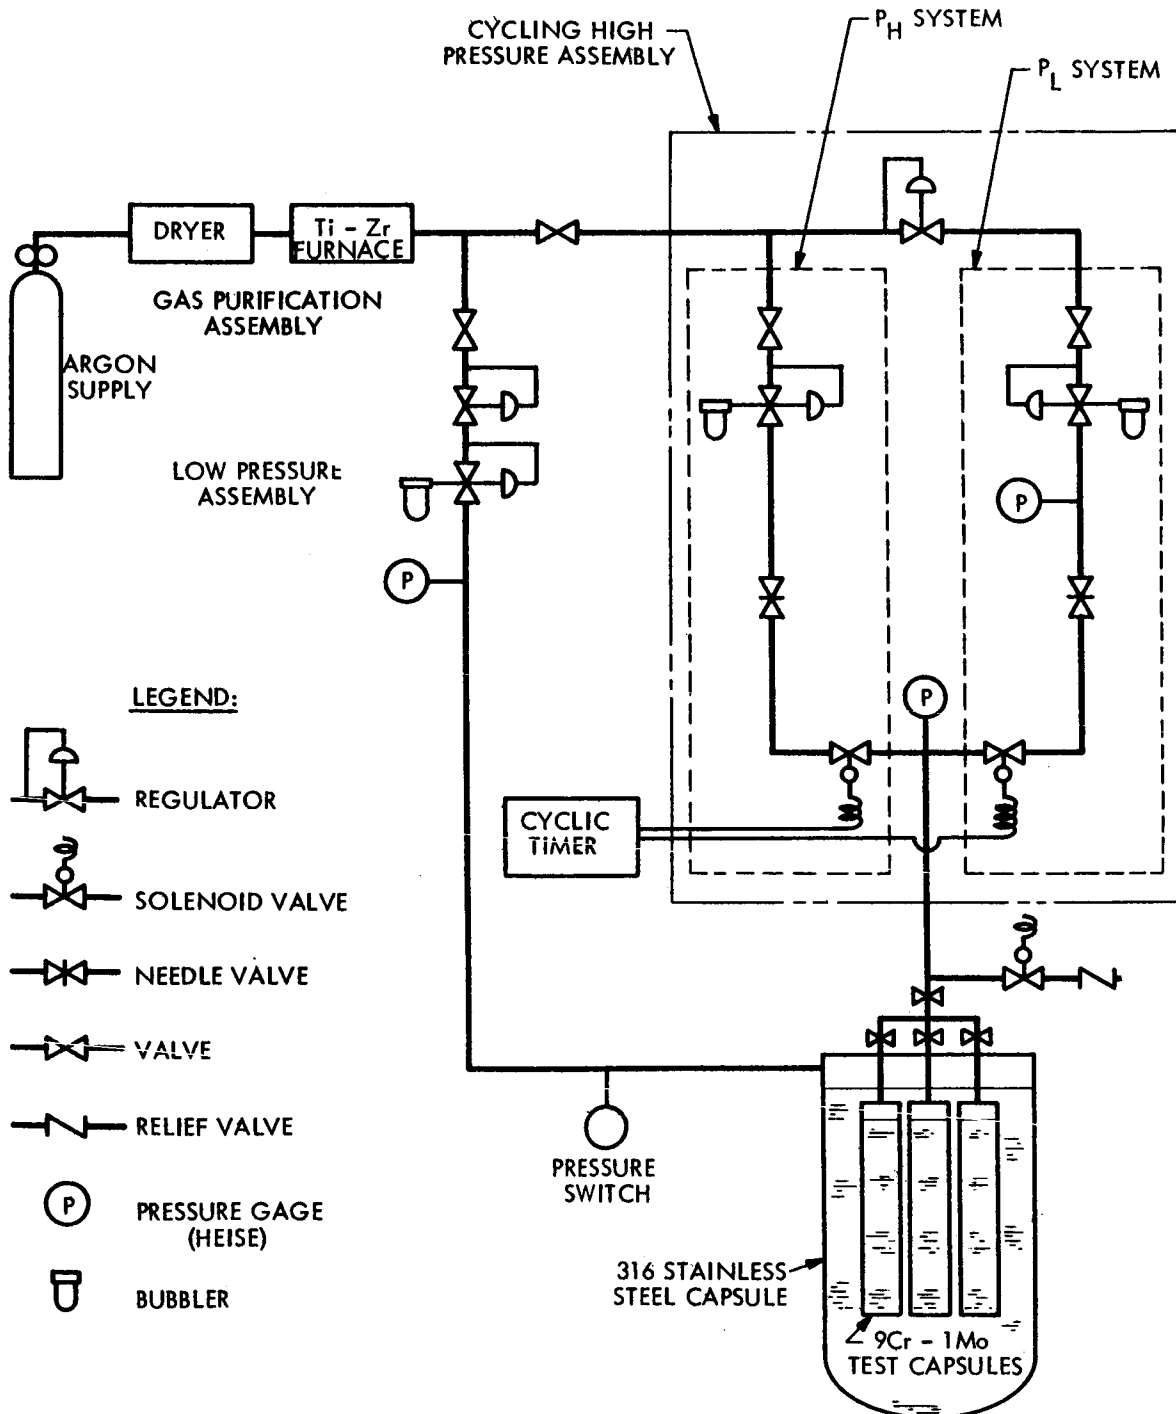 CYCLING HIGH
PRESSURE ASSEMBLY
PH SYSTEM
PL SYSTEM
DRYER
Ti - Zr
FURNACE
GAS PURIFICATION
ASSEMBLY
ARGON
SUPPLY
LOW PRESSURE
ASSEMBLY
P
P
P
CYCLIC
TIMER
LEGEND:
REGULATOR
SOLENOID VALVE
NEEDLE VALVE
VALVE
RELIEF VALVE
P
PRESSURE GAGE
(HEISE)
BUBBLER
PRESSURE
SWITCH
316 STAINLESS
STEEL CAPSULE
9Cr - 1Mo
TEST CAPSULES